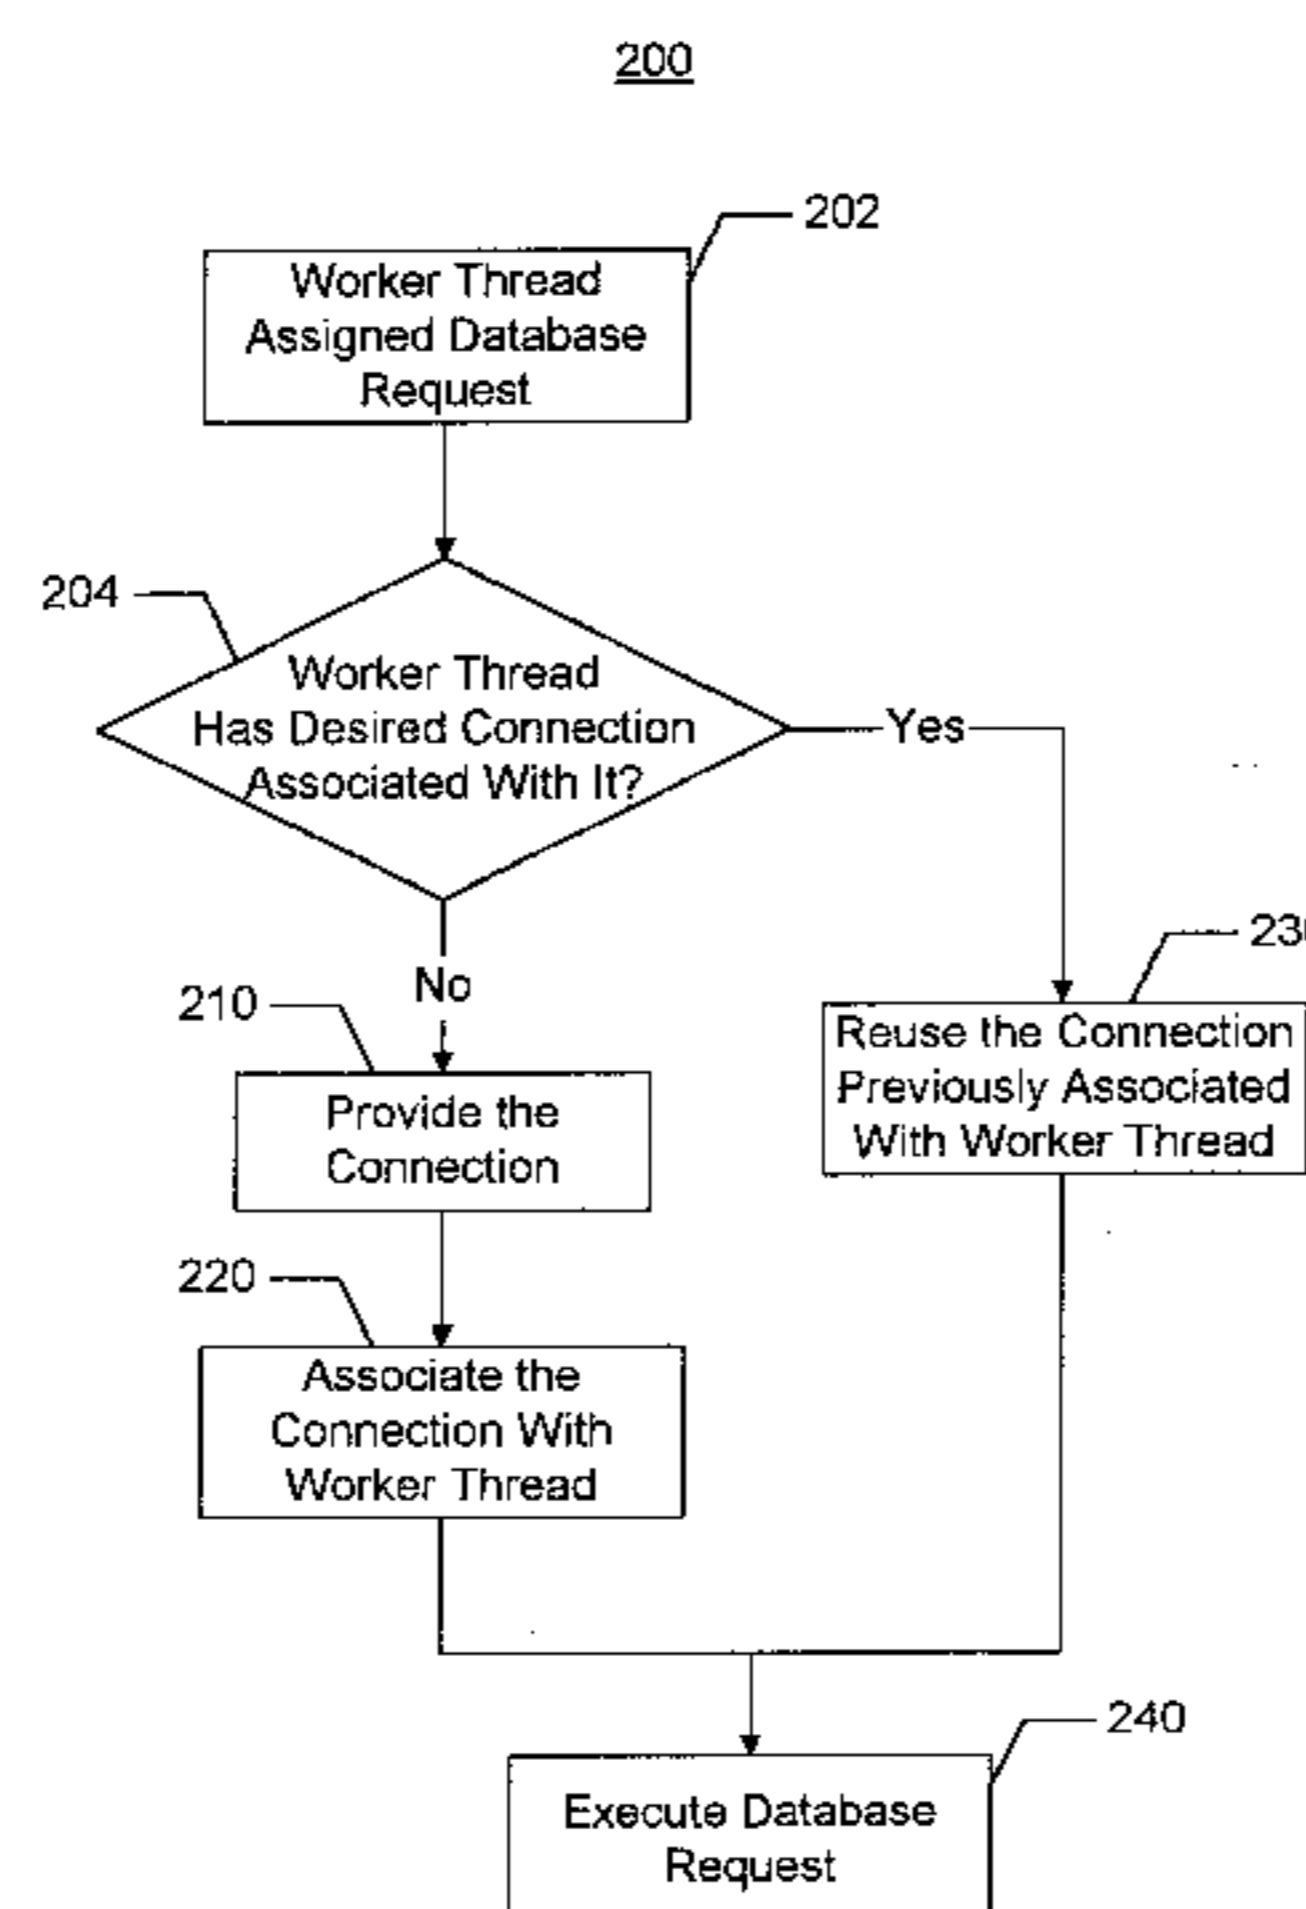 200
202
Worker Thread
Assigned Database
Request
204
Worker Thread
Has Desired Connection
Associated With It?
Yes
No
210
Provide the
Connection
Reuse the Connection
Previously Associated
With Worker Thread
220
Associate the
Connection With
Worker Thread
240
Execute Database
Request